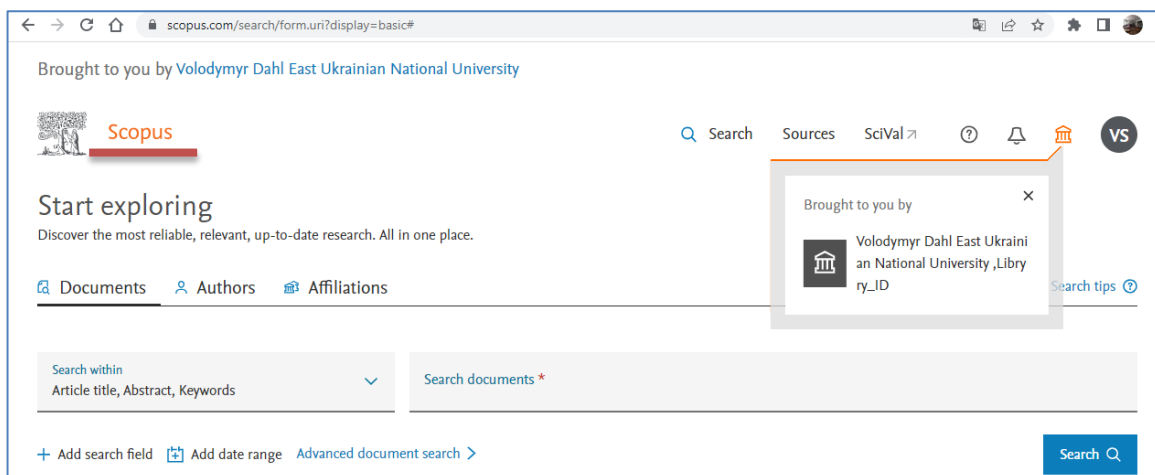 scopus.com/search/form.uri?display=basic#
Brought to you by Volodymyr Dahl East Ukrainian National University
Scopus
Search Sources SciVal VS
Start exploring
Discover the most reliable, relevant, up-to-date research. All in one place.
Brought to you by
Volodymyr Dahl East Ukraini
an National University ,Libry
ry_ID
Documents Authors Affiliations
Search tips
Search within
Article title, Abstract, Keywords
Search documents *
+ Add search field Add date range Advanced document search >
Search